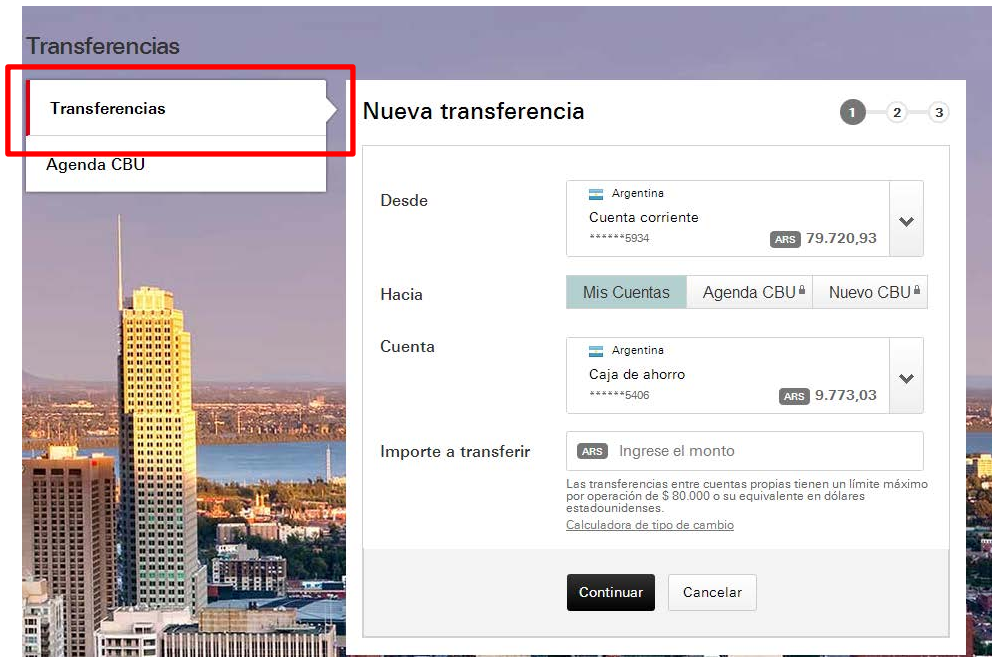 Transferencias
Transferencias
Agenda CBU
Nueva transferencia
1 2 3
Desde
Argentina
Cuenta corriente
******5934
ARS 79.720,93
Hacia
Mis Cuentas Agenda CBU Nuevo CBU
Cuenta
Argentina
Caja de ahorro
******5406
ARS 9.773,03
Importe a transferir
ARS Ingrese el monto
Las transferencias entre cuentas propias tienen un límite máximo
por operación de $ 80.000 o su equivalente en dólares
estadounidenses.
Calculadora de tipo de cambio
Continuar Cancelar